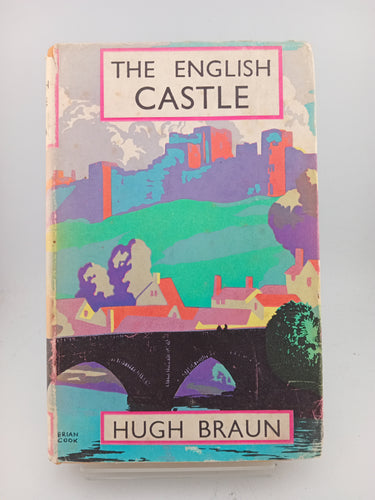 THE ENGLISH
CASTLE
BRIAN
COOK
HUGH BRAUN